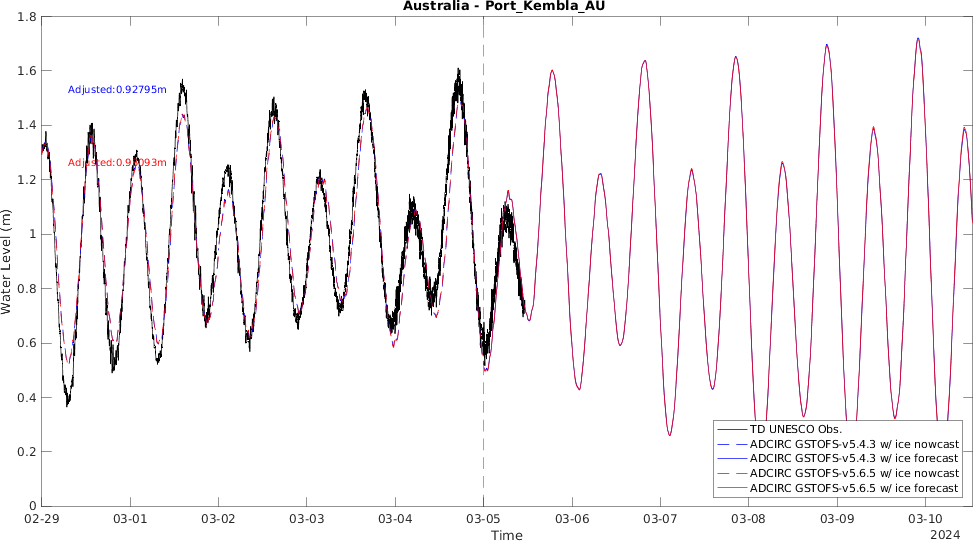 Australia - Port_Kembla_AU
1.8
1.6
1.4
1.2
1
0.8
0.6
0.4
0.2
0
Water Level (m)
Adjusted:0.92795m
TD UNESCO Obs.
ADCIRC GSTOFS-v5.4.3 w/ ice nowcast
ADCIRC GSTOFS-v5.4.3 w/ ice forecast
ADCIRC GSTOFS-v5.6.5 w/ ice nowcast
ADCIRC GSTOFS-v5.6.5 w/ ice forecast
02-29
03-01
03-02
03-03
03-04
03-05
03-06
03-07
03-08
03-09
03-10
Time
2024